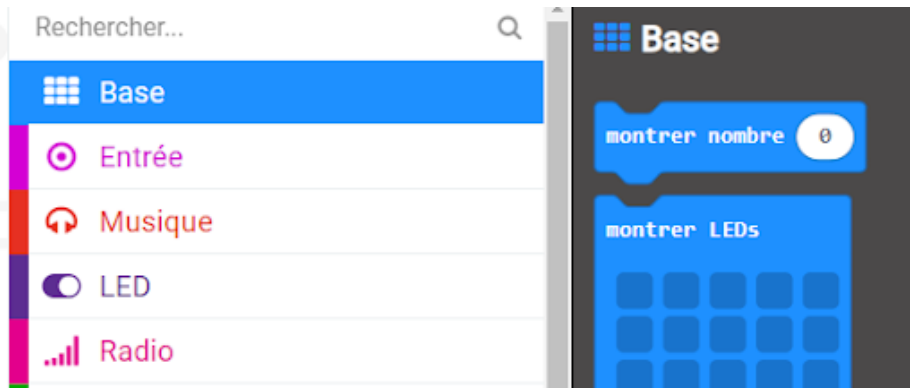 Rechercher...
Base
Entrée
Musique
LED
Radio
Base
montrer nombre 0
montrer LEDs